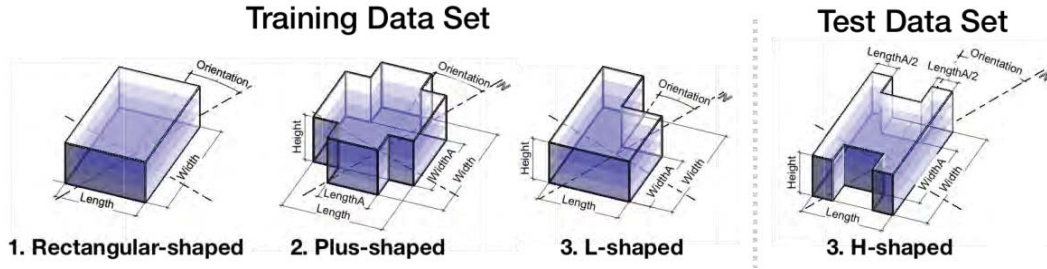 Training Data Set
Test Data Set
Orientation
Length
Width
1. Rectangular-shaped
Orientation
N
Height
LengthA
Length
WidthA
Width
2. Plus-shaped
Orientation
N
Height
Length
WidthA
Width
3. L-shaped
LengthA/2
LengthA/2
Orientation
N
Height
Length
WidthA
Width
3. H-shaped